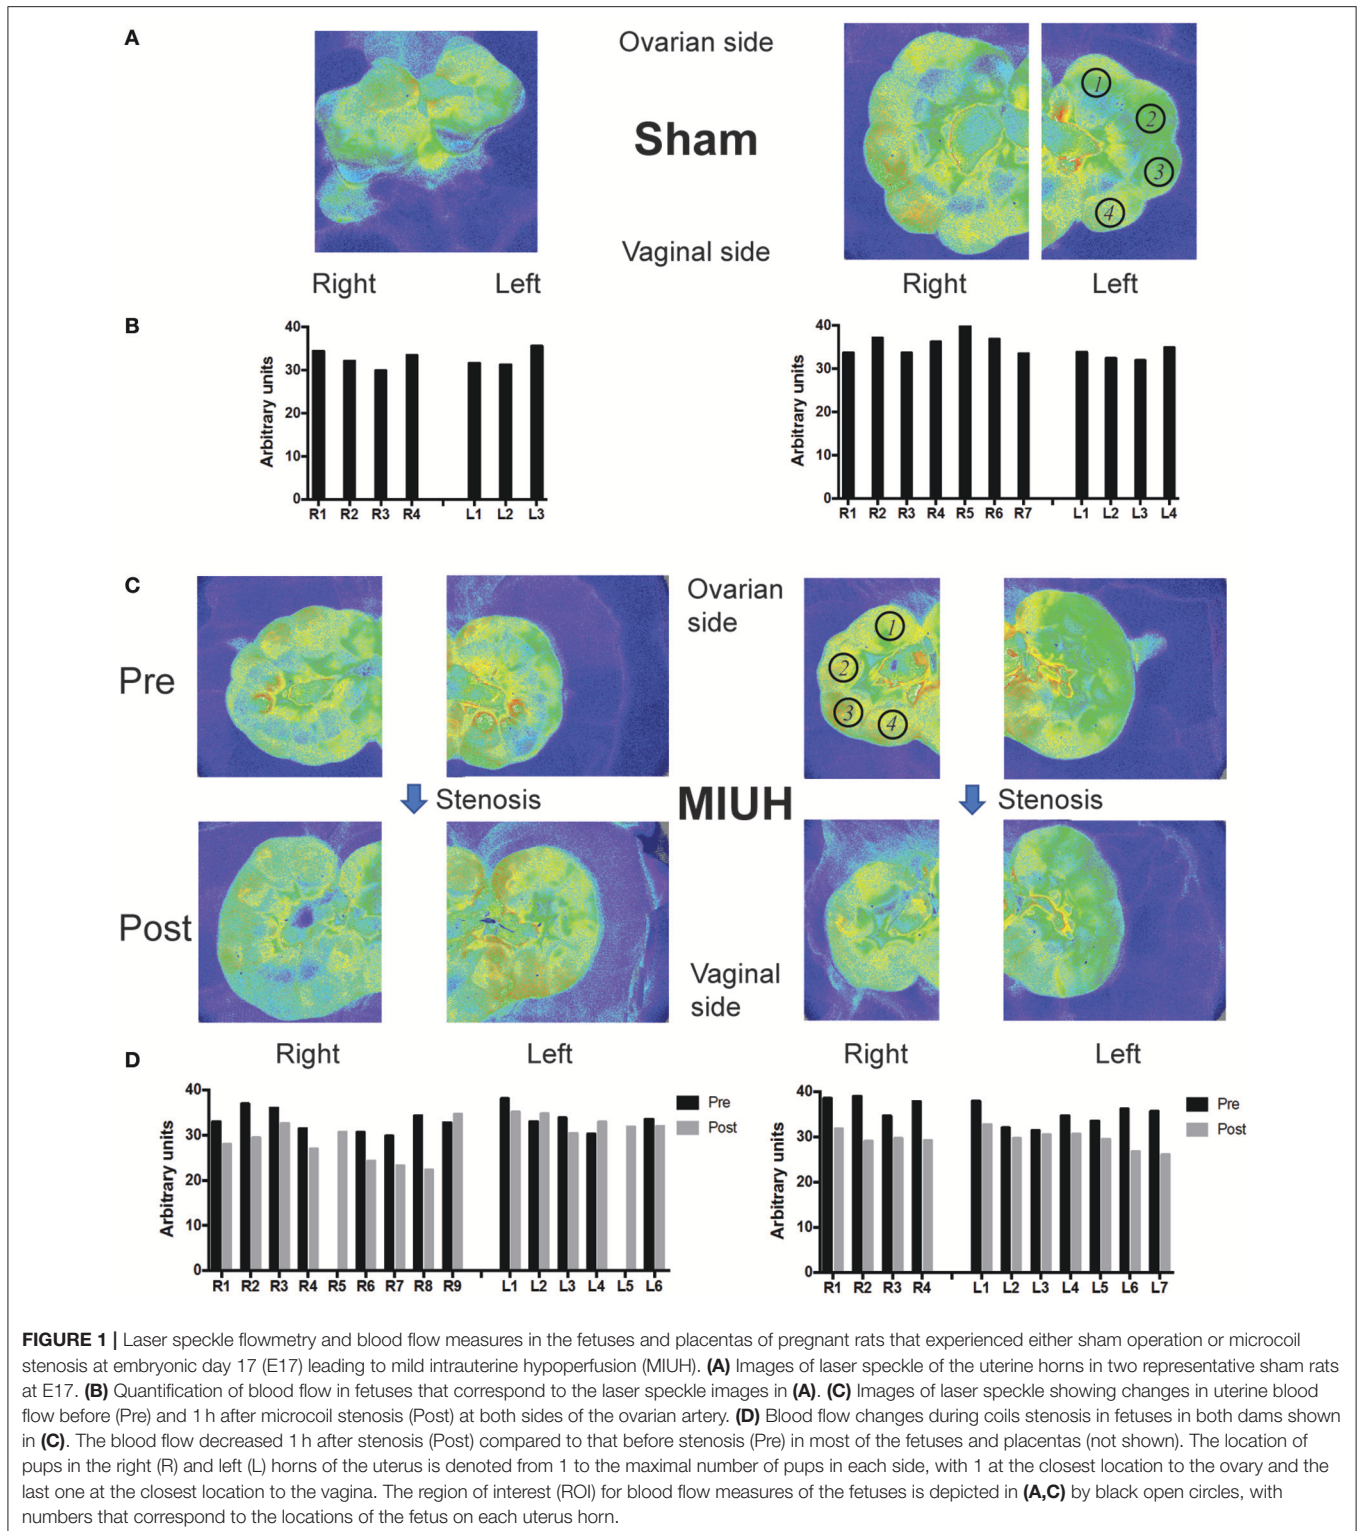 A
Ovarian side
Sham
Vaginal side
1
2
3
4
Right
Left
Right
Left
B
40
30
20
10
0
Arbitrary units
R1 R2 R3 R4 L1 L2 L3
40
30
20
10
0
Arbitrary units
R1 R2 R3 R4 R5 R6 R7 L1 L2 L3 L4
C
Ovarian
side
1
2
3
4
Pre
Stenosis
MIUH
Stenosis
Post
Vaginal
side
Right
Left
Right
Left
D
40
30
20
10
0
Arbitrary units
Pre
Post
R1 R2 R3 R4 R5 R6 R7 R8 R9 L1 L2 L3 L4 L5 L6
40
30
20
10
0
Arbitrary units
Pre
Post
R1 R2 R3 R4 L1 L2 L3 L4 L5 L6 L7
FIGURE 1 | Laser speckle flowmetry and blood flow measures in the fetuses and placentas of pregnant rats that experienced either sham operation or microcoil
stenosis at embryonic day 17 (E17) leading to mild intrauterine hypoperfusion (MIUH). (A) Images of laser speckle of the uterine horns in two representative sham rats
at E17. (B) Quantification of blood flow in fetuses that correspond to the laser speckle images in (A). (C) Images of laser speckle showing changes in uterine blood
flow before (Pre) and 1 h after microcoil stenosis (Post) at both sides of the ovarian artery. (D) Blood flow changes during coils stenosis in fetuses in both dams shown
in (C). The blood flow decreased 1 h after stenosis (Post) compared to that before stenosis (Pre) in most of the fetuses and placentas (not shown). The location of
pups in the right (R) and left (L) horns of the uterus is denoted from 1 to the maximal number of pups in each side, with 1 at the closest location to the ovary and the
last one at the closest location to the vagina. The region of interest (ROI) for blood flow measures of the fetuses is depicted in (A,C) by black open circles, with
numbers that correspond to the locations of the fetus on each uterus horn.